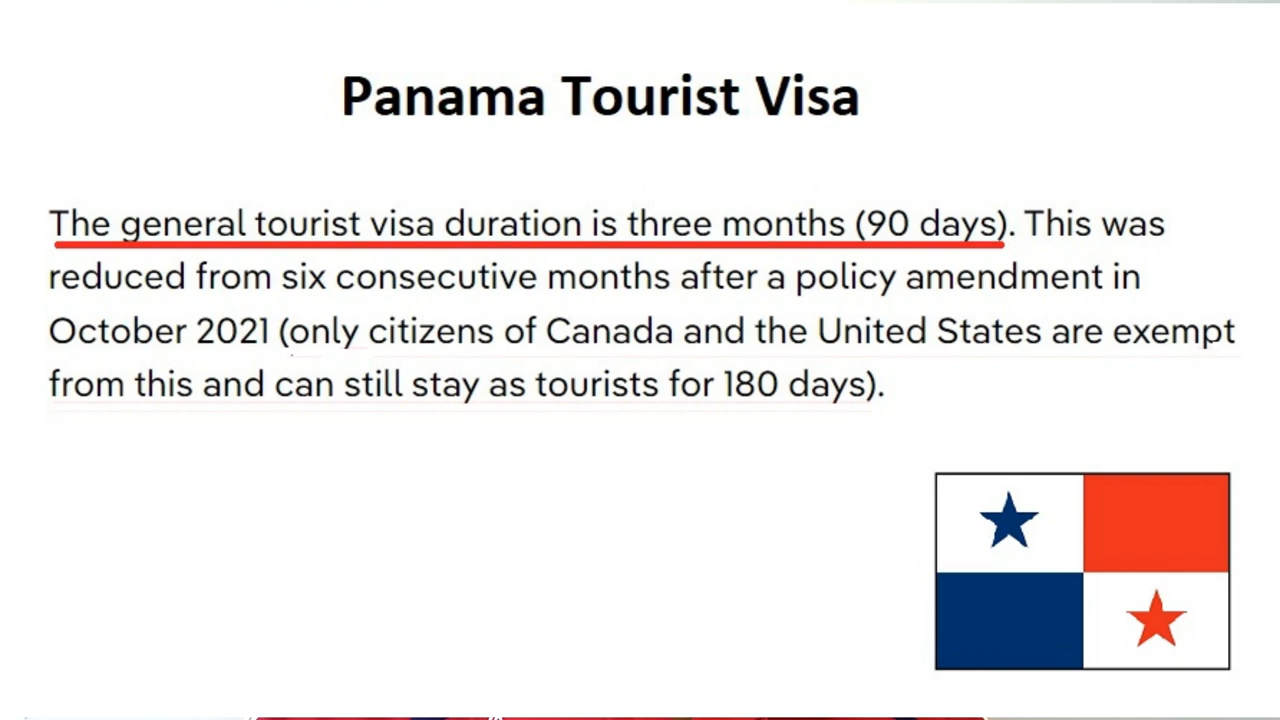 Panama Tourist Visa
The general tourist visa duration is three months (90 days). This was
reduced from six consecutive months after a policy amendment in
October 2021 (only citizens of Canada and the United States are exempt
from this and can still stay as tourists for 180 days).